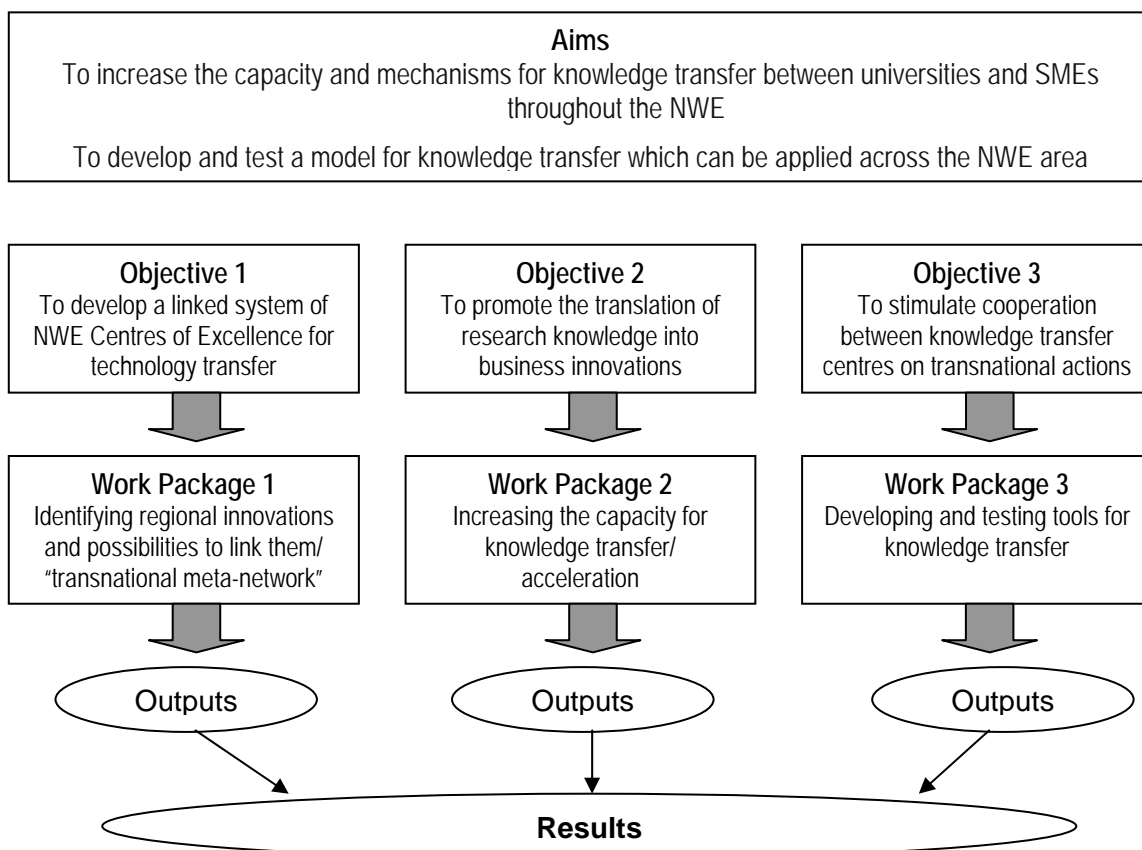 Aims
To increase the capacity and mechanisms for knowledge transfer between universities and SMEs
throughout the NWE
To develop and test a model for knowledge transfer which can be applied across the NWE area
Objective 1
To develop a linked system of
NWE Centres of Excellence for
technology transfer
Objective 2
To promote the translation of
research knowledge into
business innovations
Objective 3
To stimulate cooperation
between knowledge transfer
centres on transnational actions
Work Package 1
Identifying regional innovations
and possibilities to link them/
“transnational meta-network”
Work Package 2
Increasing the capacity for
knowledge transfer/
acceleration
Work Package 3
Developing and testing tools for
knowledge transfer
Outputs
Outputs
Outputs
Results